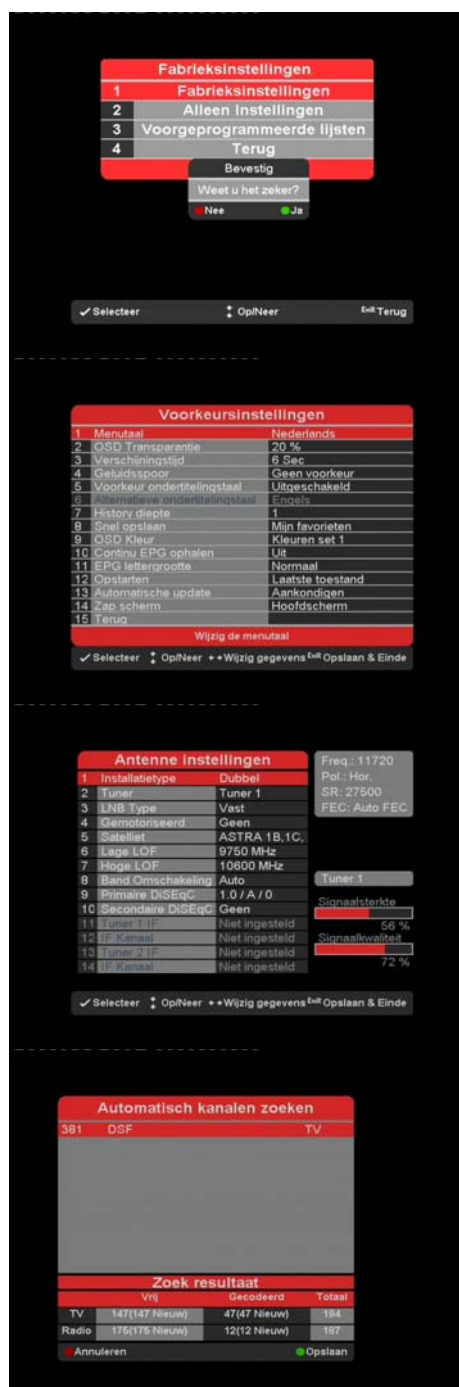 Fabrieksinstellingen
1 Fabrieksinstellingen
2 Alleen Instellingen
3 Voorgeprogrammeerde lijsten
4 Terug
Bevestig
Weet u het zeker?
Nee Ja
Selecteer Op/Neer Exit Terug
Voorkeursinstellingen
1 Menutaal Nederlands
2 OSD Transparantie 20 %
3 Verschijningstijd 6 Sec
4 Geluidsspoor Geen voorkeur
5 Voorkeur ondertitelingstaal Uitgeschakeld
6 Alternatieve ondertitelingstaal Engels
7 History diepte 1
8 Snel opslaan Mijn favorieten
9 OSD Kleur Kleuren set 1
10 Continu EPG ophalen Uit
11 EPG lettergrootte Normaal
12 Opstarten Laatste toestand
13 Automatische update Aankondigen
14 Zap scherm Hoofdscherm
15 Terug
Wijzig de menutaal
Selecteer Op/Neer Wijzig gegevens Exit Opslaan & Einde
Antenne instellingen
1 Installatietype Dubbel
2 Tuner Tuner 1
3 LNB Type Vast
4 Gemotoriseerd Geen
5 Satelliet ASTRA 1B,1C,
6 Lage LOF 9750 MHz
7 Hoge LOF 10600 MHz
8 Band Omschakeling Auto
9 Primaire DiSEqC 1.0 / A / 0
10 Secondaire DiSEqC Geen
11 Tuner 1 IF Niet ingesteld
12 IF Kanaal Niet ingesteld
13 Tuner 2 IF Niet ingesteld
14 IF Kanaal Niet ingesteld
Freq.: 11720
Pol.: Hor.
SR: 27500
FEC: Auto FEC
Tuner 1
Signaalsterkte
56 %
Signaalkwaliteit
72 %
Selecteer Op/Neer Wijzig gegevens Exit Opslaan & Einde
Automatisch kanalen zoeken
381 DSF TV
Zoek resultaat
Vrij Gecodeerd Totaal
TV 147(147 Nieuw) 47(47 Nieuw) 194
Radio 175(175 Nieuw) 12(12 Nieuw) 187
Annuleren Opslaan